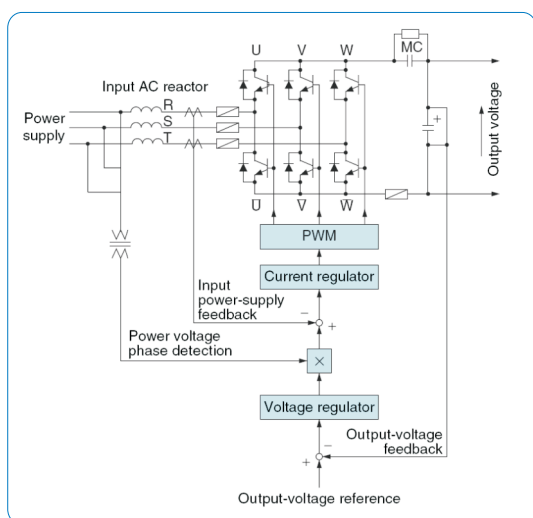 U V W
MC
Input AC reactor
R
Power
supply
S
T
+
Output voltage
U̅ V̅ W̅
PWM
Current regulator
Input
power-supply
feedback
−
+
Power voltage
phase detection
×
Voltage regulator
Output-voltage
feedback
−
+
Output-voltage reference